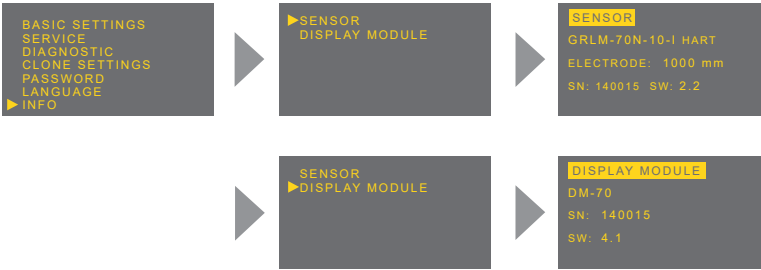 BASIC SETTINGS
SERVICE
DIAGNOSTIC
CLONE SETTINGS
PASSWORD
LANGUAGE
INFO
SENSOR
DISPLAY MODULE
SENSOR
GRLM-70N-10-I HART
ELECTRODE: 1000 mm
SN: 140015 SW: 2.2
SENSOR
DISPLAY MODULE
DISPLAY MODULE
DM-70
SN: 140015
SW: 4.1